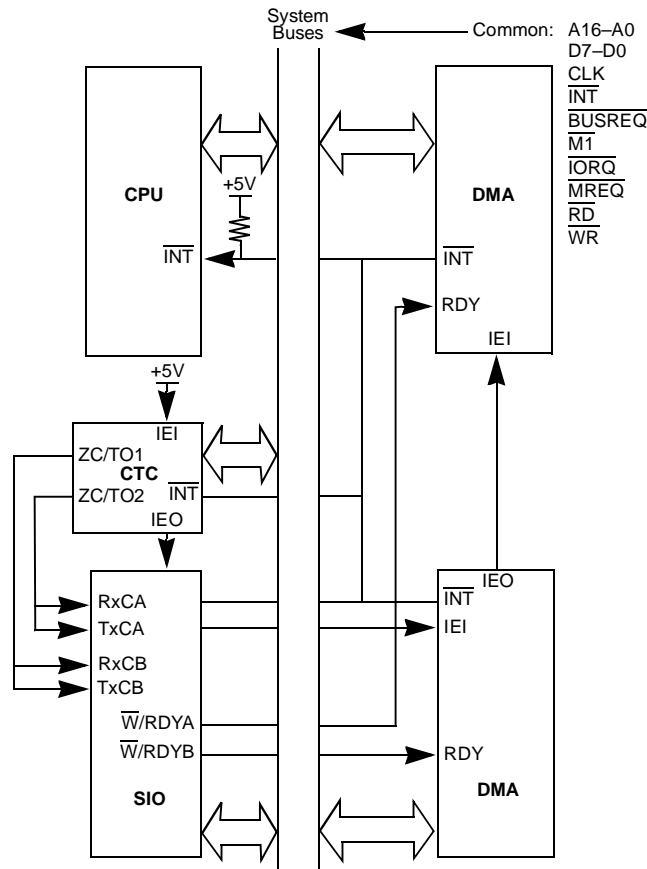 System
Buses
Common: A16–A0
D7–D0
CLK
INT
BUSREQ
M1
IORQ
MREQ
RD
WR
+5V
CPU
INT
DMA
INT
RDY
IEI
+5V
IEI
ZC/TO1
CTC
ZC/TO2
INT
IEO
RxCA
TxCA
RxCB
TxCB
W/RDYA
W/RDYB
SIO
IEO
INT
IEI
RDY
DMA